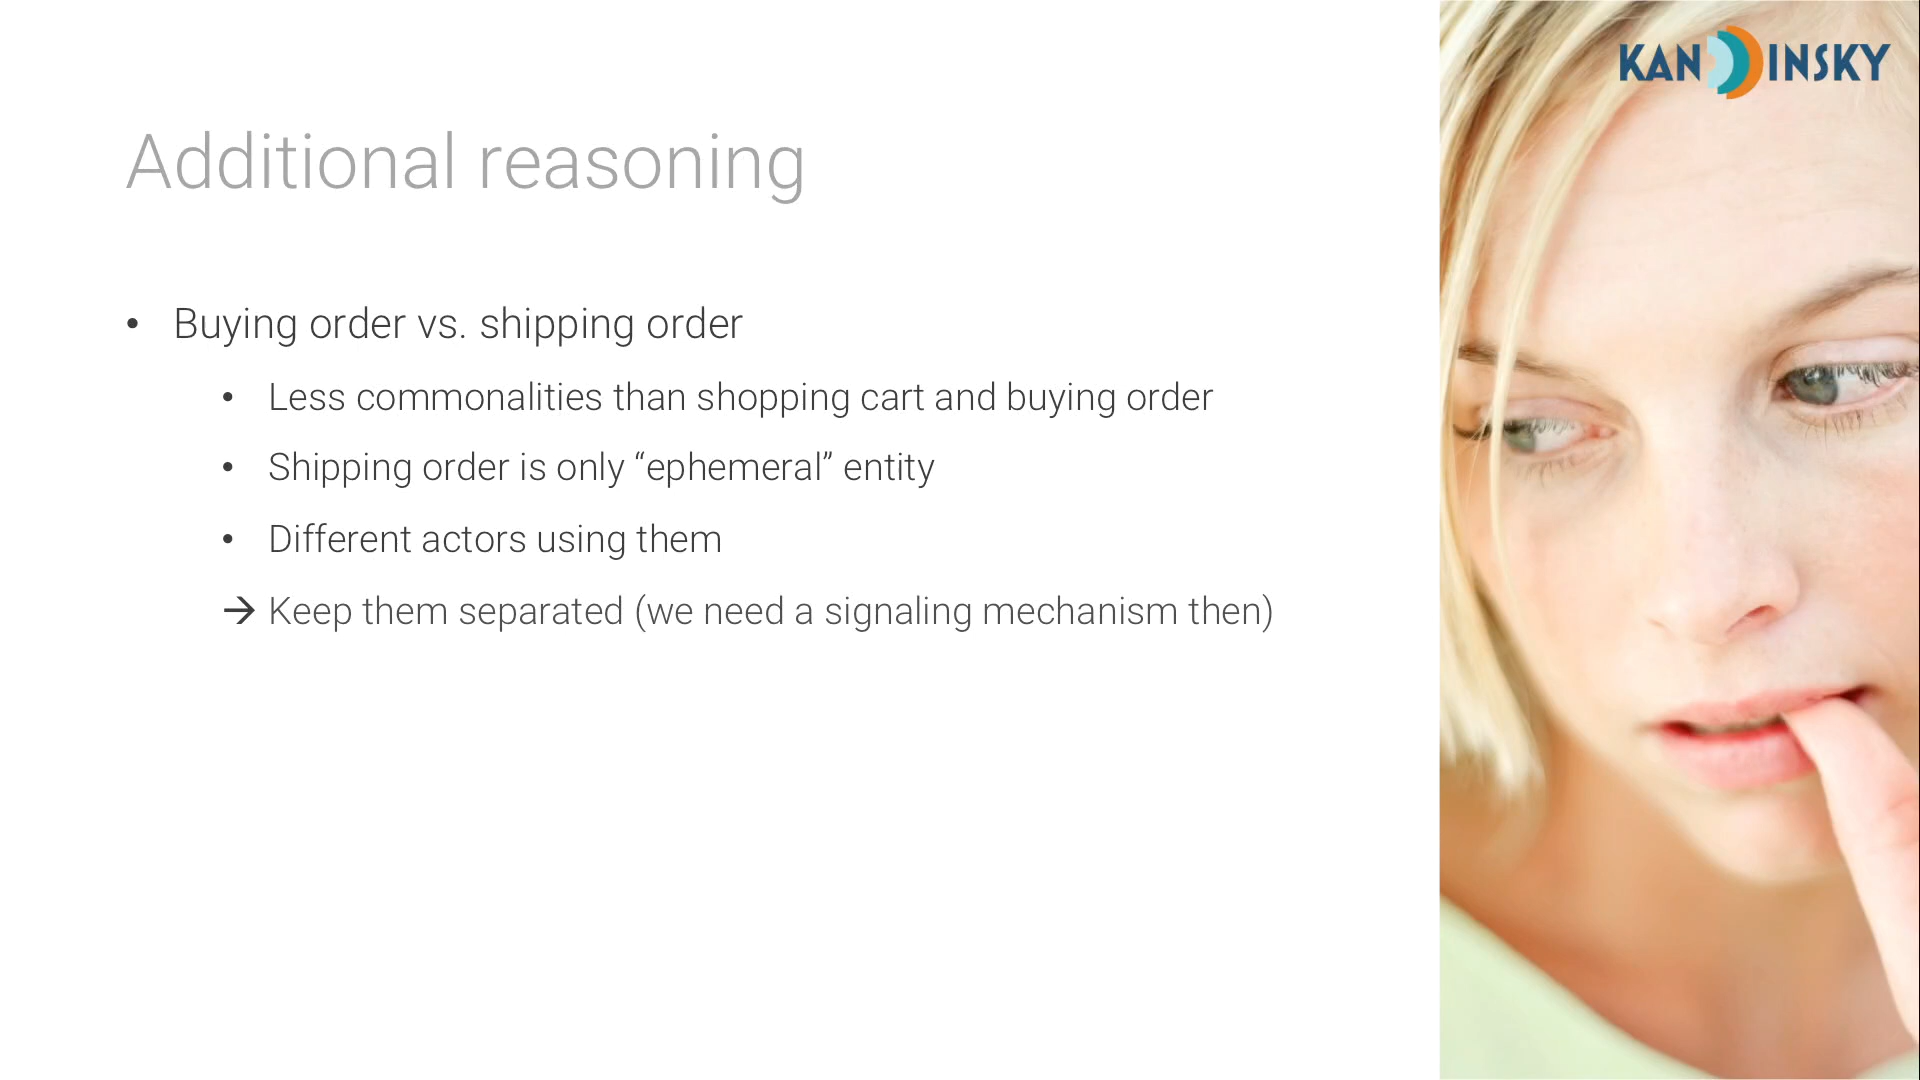 KANDINSKY
Additional reasoning
• Buying order vs. shipping order
• Less commonalities than shopping cart and buying order
• Shipping order is only “ephemeral” entity
• Different actors using them
→ Keep them separated (we need a signaling mechanism then)